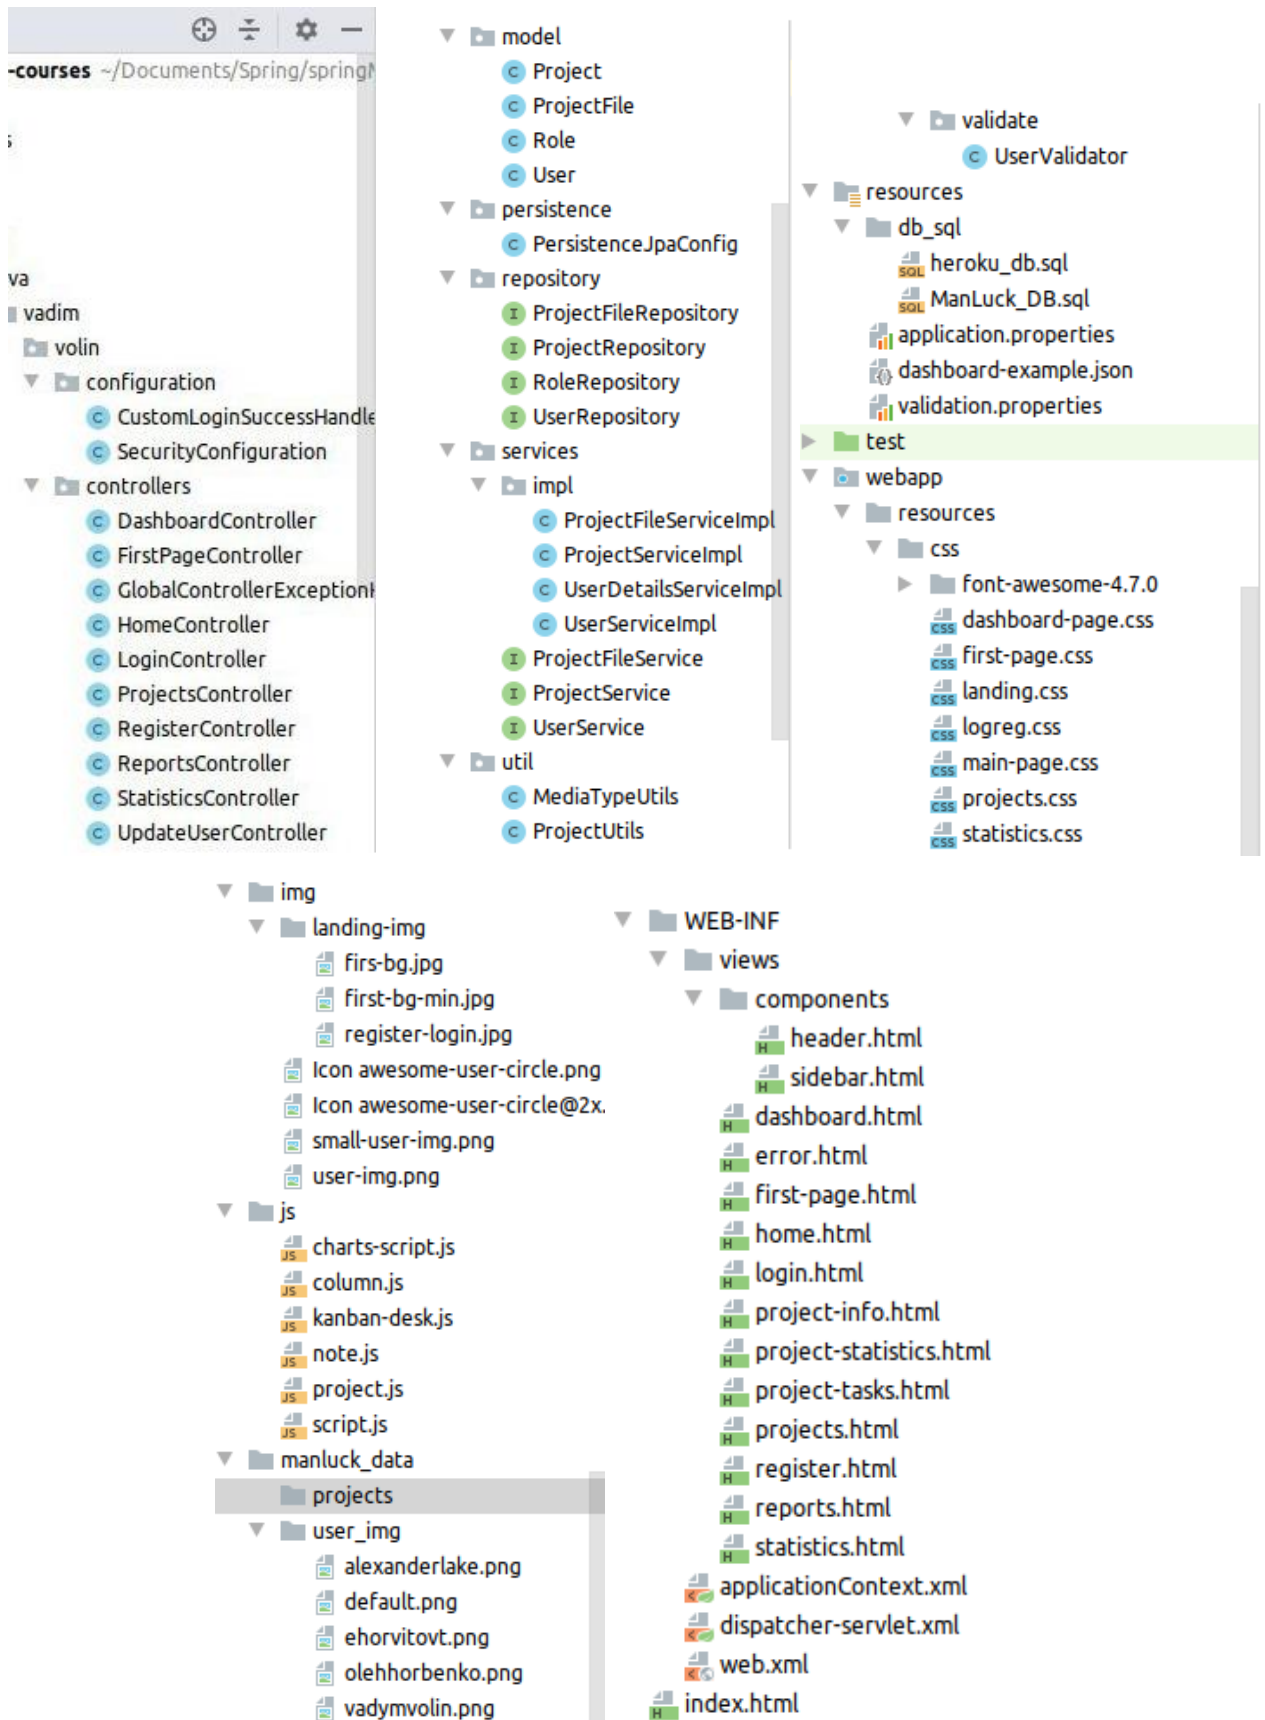 -courses ~/Documents/Spring/spring
s
va
vadim
volin
configuration
CustomLoginSuccessHandle
SecurityConfiguration
controllers
DashboardController
FirstPageController
GlobalControllerException
HomeController
LoginController
ProjectsController
RegisterController
ReportsController
StatisticsController
UpdateUserController
model
Project
ProjectFile
Role
User
persistence
PersistenceJpaConfig
repository
ProjectFileRepository
ProjectRepository
RoleRepository
UserRepository
services
impl
ProjectFileServiceImpl
ProjectServiceImpl
UserDetailsServiceImpl
UserServiceImpl
ProjectFileService
ProjectService
UserService
util
MediaTypeUtils
ProjectUtils
validate
UserValidator
resources
db_sql
heroku_db.sql
ManLuck_DB.sql
application.properties
dashboard-example.json
validation.properties
test
webapp
resources
css
font-awesome-4.7.0
dashboard-page.css
first-page.css
landing.css
logreg.css
main-page.css
projects.css
statistics.css
img
landing-img
firs-bg.jpg
first-bg-min.jpg
register-login.jpg
Icon awesome-user-circle.png
Icon awesome-user-circle@2x.
small-user-img.png
user-img.png
js
charts-script.js
column.js
kanban-desk.js
note.js
project.js
script.js
manluck_data
projects
user_img
alexanderlake.png
default.png
ehorvitovt.png
olehhorbenko.png
vadymvolin.png
WEB-INF
views
components
header.html
sidebar.html
dashboard.html
error.html
first-page.html
home.html
login.html
project-info.html
project-statistics.html
project-tasks.html
projects.html
register.html
reports.html
statistics.html
applicationContext.xml
dispatcher-servlet.xml
web.xml
index.html